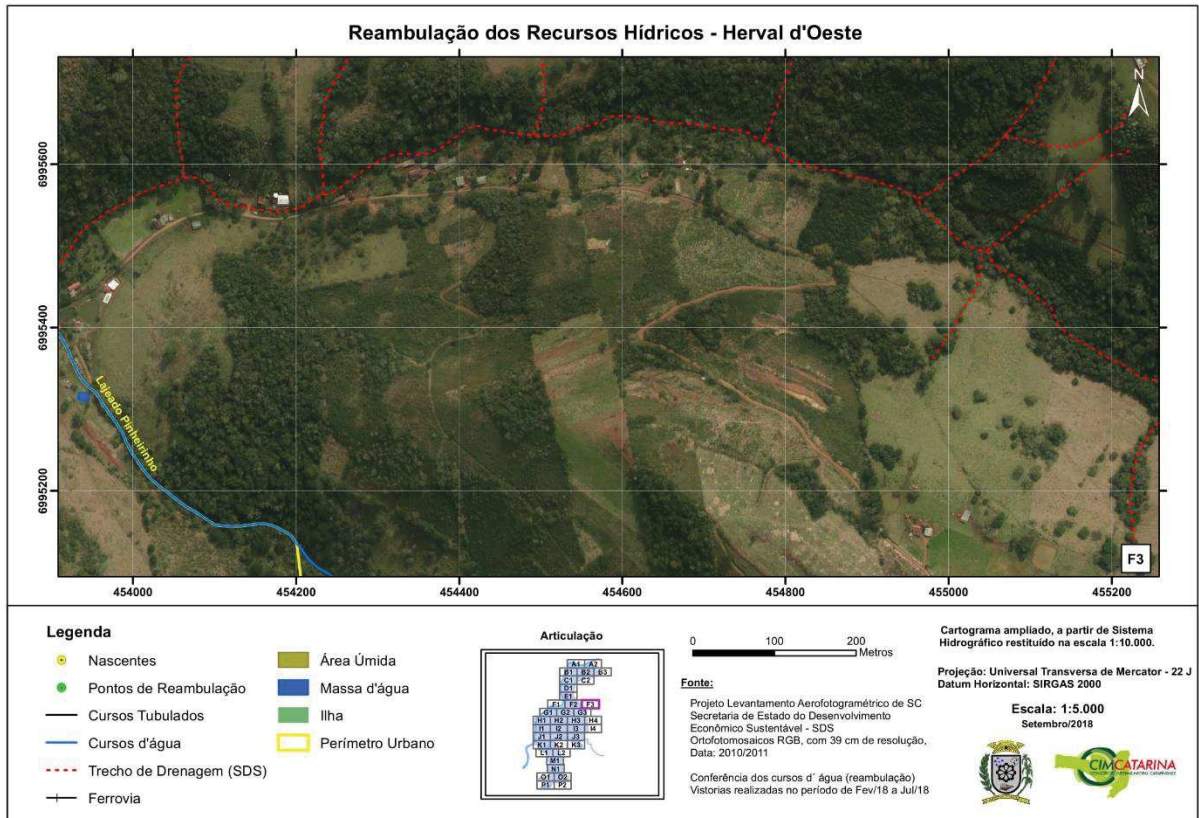 Reambulação dos Recursos Hídricos - Herval d'Oeste
N
6995600
6995400
6995200
Lajeado Pinheirinho
F3
454000
454200
454400
454600
454800
455000
455200
Legenda
Nascentes
Pontos de Reambulação
Cursos Tubulados
Cursos d'água
Trecho de Drenagem (SDS)
Ferrovia
Área Úmida
Massa d'água
Ilha
Perímetro Urbano
Articulação
A1 A2
B1 B2 B3
C1 C2
D1
E1
F1 F2 F3
G1 G2 G3
H1 H2 H3 H4
I1 I2 I3 I4
J1 J2 J3
K1 K2 K3
L1 L2
M1
N1
O1 O2
P1 P2
0 100 200
Metros
Fonte:
Projeto Levantamento Aerofotogramétrico de SC
Secretaria de Estado do Desenvolvimento
Econômico Sustentável - SDS
Ortofotomosaicos RGB, com 39 cm de resolução,
Data: 2010/2011
Conferência dos cursos d´ água (reambulação)
Vistorias realizadas no período de Fev/18 a Jul/18
Cartograma ampliado, a partir de Sistema
Hidrográfico restituído na escala 1:10.000.
Projeção: Universal Transversa de Mercator - 22 J
Datum Horizontal: SIRGAS 2000
Escala: 1:5.000
Setembro/2018
CIMCATARINA